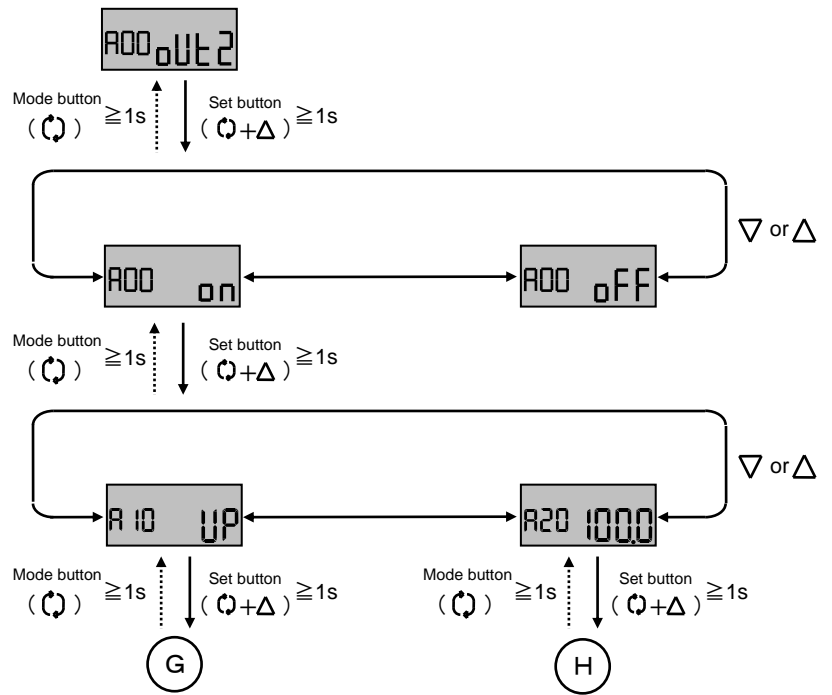 A00 oUt2
Mode button ≧1s Set button ≧1s
( ) ( + )
▽ or △
A00 on A00 oFF
Mode button ≧1s Set button ≧1s
( ) ( +△ )
▽ or △
A10 UP A20 100.0
Mode button ≧1s Set button ≧1s Mode button ≧1s Set button ≧1s
( ) ( +△ ) ( ) ( +△ )
G H